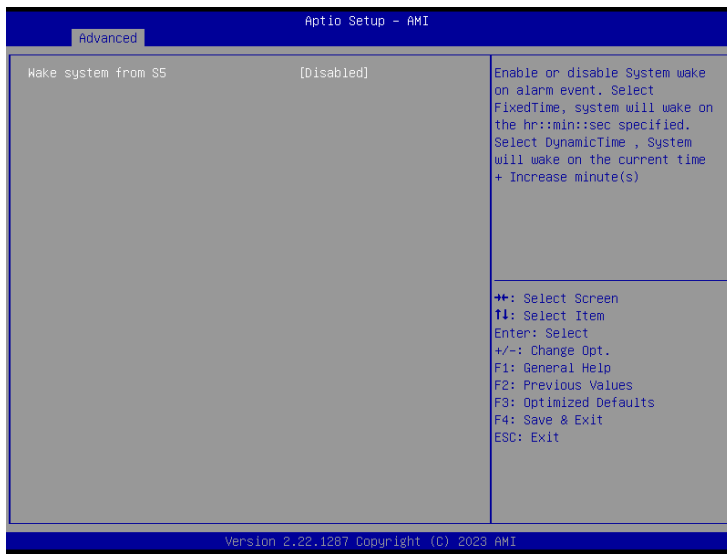 Aptio Setup – AMI
Advanced
Wake system from S5 [Disabled]
Enable or disable System wake
on alarm event. Select
FixedTime, system will wake on
the hr::min::sec specified.
Select DynamicTime , System
will wake on the current time
+ Increase minute(s)
→←: Select Screen
↑↓: Select Item
Enter: Select
+/-: Change Opt.
F1: General Help
F2: Previous Values
F3: Optimized Defaults
F4: Save & Exit
ESC: Exit
Version 2.22.1287 Copyright (C) 2023 AMI